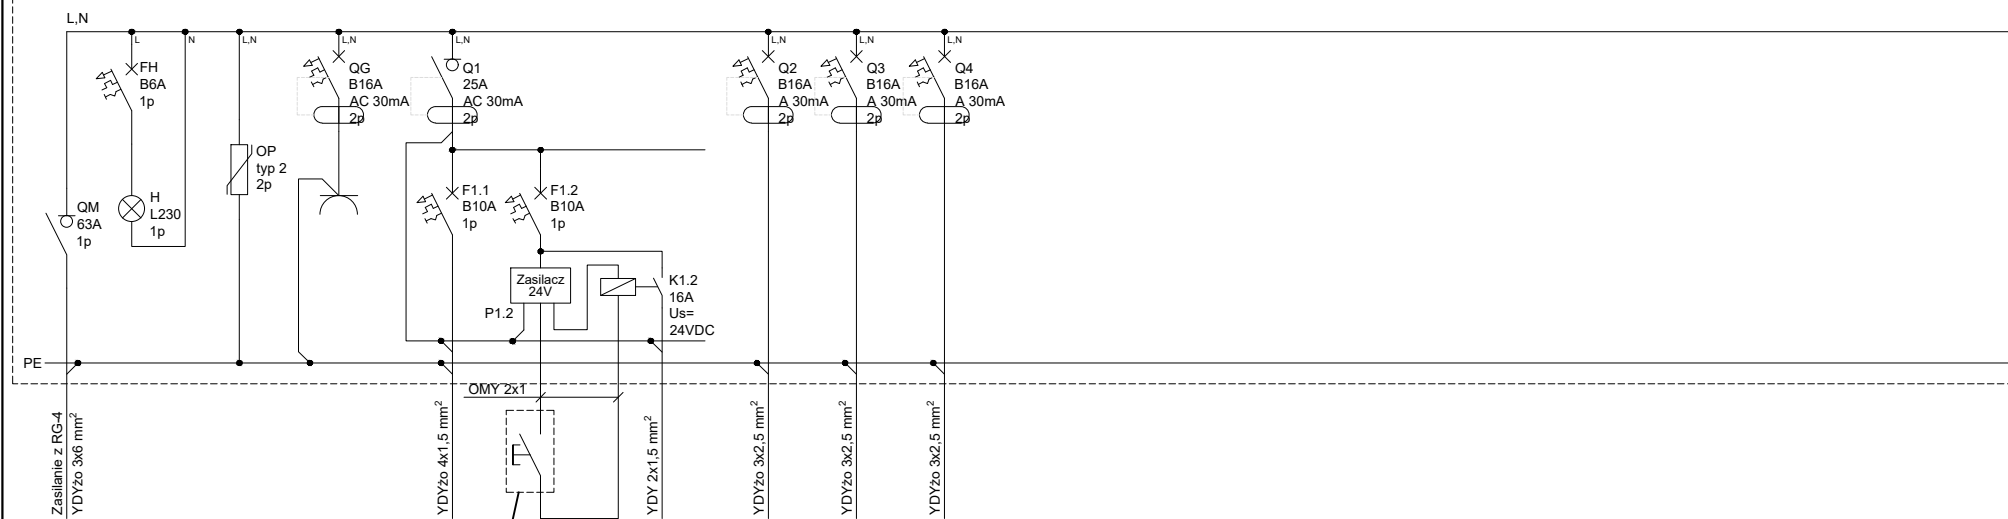 L,N
L
N
L,N
L,N
L,N
L,N
L,N
L,N
FH
B6A
1p
QG
B16A
AC 30mA
2p
Q1
25A
AC 30mA
2p
Q2
B16A
A 30mA
2p
Q3
B16A
A 30mA
2p
Q4
B16A
A 30mA
2p
OP
typ 2
2p
QM
63A
1p
H
L230
1p
F1.1
B10A
1p
F1.2
B10A
1p
Zasilacz
24V
P1.2
K1.2
16A
Us=
24VDC
PE
OMY 2x1
Zasilanie z RG-4
YDYżo 3x6 mm²
YDYżo 4x1,5 mm²
YDY 2x1,5 mm²
YDYżo 3x2,5 mm²
YDYżo 3x2,5 mm²
YDYżo 3x2,5 mm²